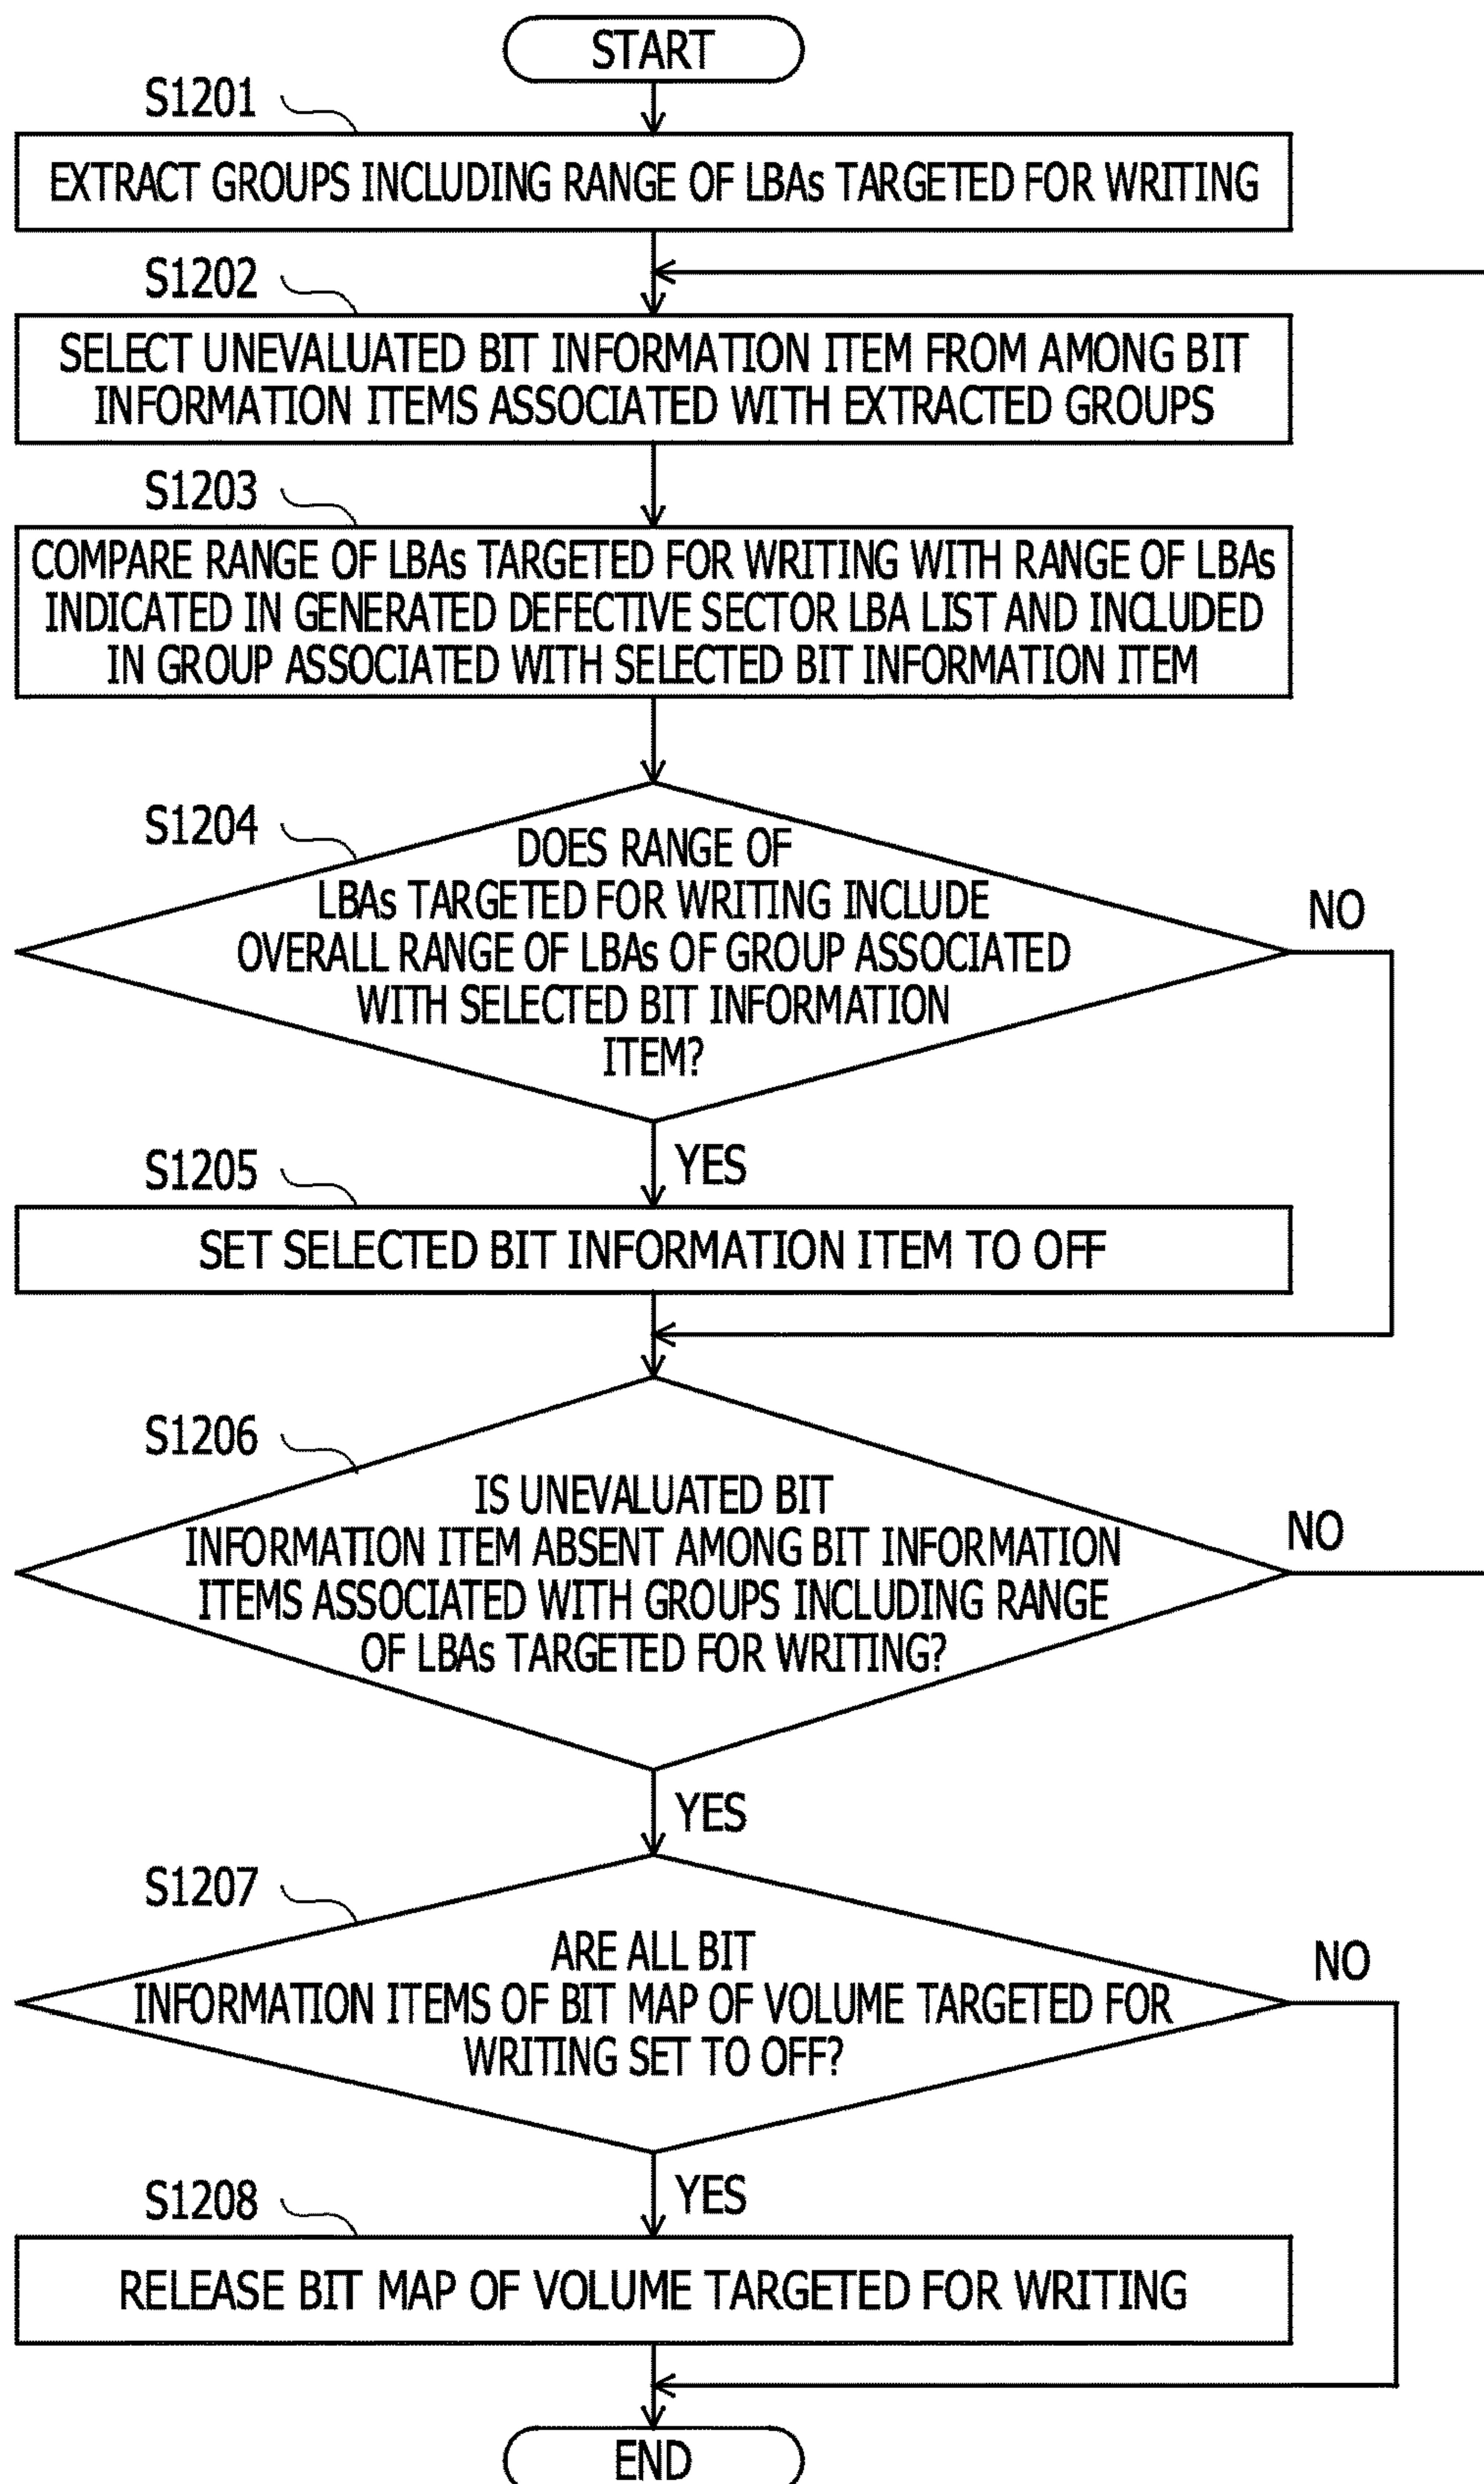 START
S1201
EXTRACT GROUPS INCLUDING RANGE OF LBAs TARGETED FOR WRITING
S1202
SELECT UNEVALUATED BIT INFORMATION ITEM FROM AMONG BIT
INFORMATION ITEMS ASSOCIATED WITH EXTRACTED GROUPS
S1203
COMPARE RANGE OF LBAs TARGETED FOR WRITING WITH RANGE OF LBAs
INDICATED IN GENERATED DEFECTIVE SECTOR LBA LIST AND INCLUDED
IN GROUP ASSOCIATED WITH SELECTED BIT INFORMATION ITEM
S1204
DOES RANGE OF
LBAs TARGETED FOR WRITING INCLUDE
OVERALL RANGE OF LBAs OF GROUP ASSOCIATED
WITH SELECTED BIT INFORMATION
ITEM?
NO
YES
S1205
SET SELECTED BIT INFORMATION ITEM TO OFF
S1206
IS UNEVALUATED BIT
INFORMATION ITEM ABSENT AMONG BIT INFORMATION
ITEMS ASSOCIATED WITH GROUPS INCLUDING RANGE
OF LBAs TARGETED FOR WRITING?
NO
YES
S1207
ARE ALL BIT
INFORMATION ITEMS OF BIT MAP OF VOLUME TARGETED FOR
WRITING SET TO OFF?
NO
YES
S1208
RELEASE BIT MAP OF VOLUME TARGETED FOR WRITING
END